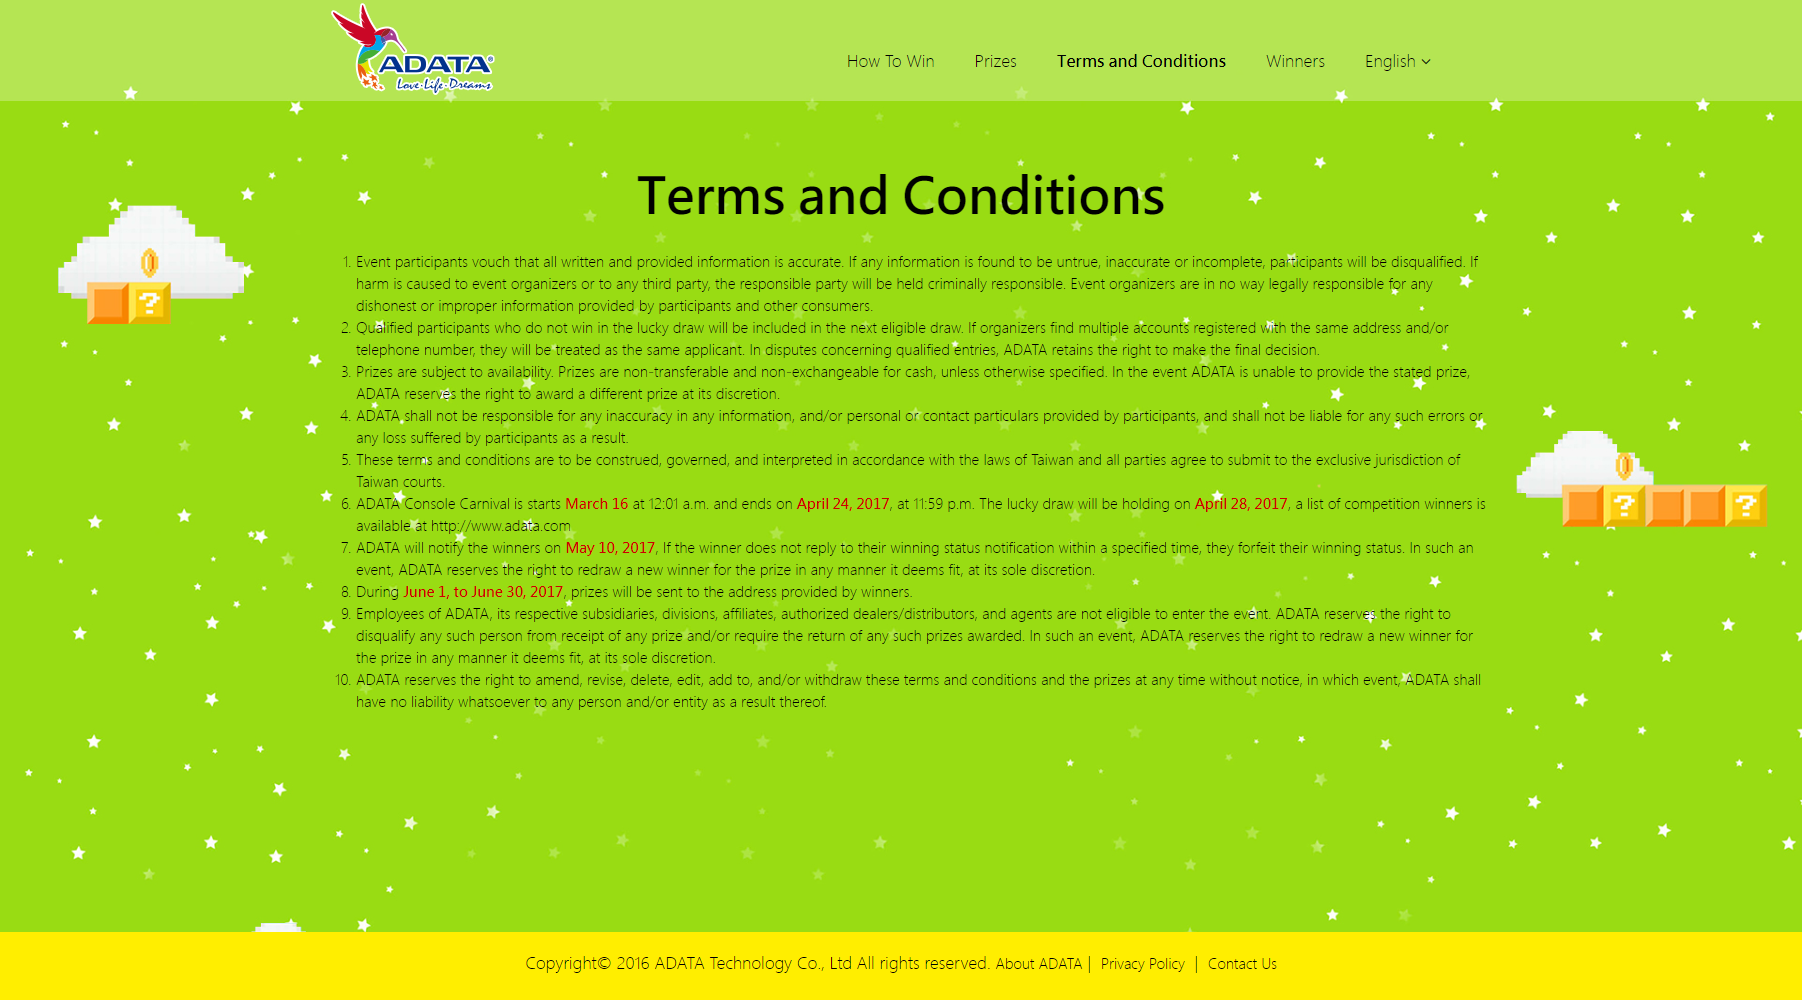 ADATA®
Love·Life·Dreams
How To Win
Prizes
Terms and Conditions
Winners
English
Terms and Conditions
1. Event participants vouch that all written and provided information is accurate. If any information is found to be untrue, inaccurate or incomplete, participants will be disqualified. If
harm is caused to event organizers or to any third party, the responsible party will be held criminally responsible. Event organizers are in no way legally responsible for any
dishonest or improper information provided by participants and other consumers.
2. Qualified participants who do not win in the lucky draw will be included in the next eligible draw. If organizers find multiple accounts registered with the same address and/or
telephone number, they will be treated as the same applicant. In disputes concerning qualified entries, ADATA retains the right to make the final decision.
3. Prizes are subject to availability. Prizes are non-transferable and non-exchangeable for cash, unless otherwise specified. In the event ADATA is unable to provide the stated prize,
ADATA reserves the right to award a different prize at its discretion.
4. ADATA shall not be responsible for any inaccuracy in any information, and/or personal or contact particulars provided by participants, and shall not be liable for any such errors or
any loss suffered by participants as a result.
5. These terms and conditions are to be construed, governed, and interpreted in accordance with the laws of Taiwan and all parties agree to submit to the exclusive jurisdiction of
Taiwan courts.
6. ADATA Console Carnival is starts March 16 at 12:01 a.m. and ends on April 24, 2017, at 11:59 p.m. The lucky draw will be holding on April 28, 2017, a list of competition winners is
available at http://www.adata.com
7. ADATA will notify the winners on May 10, 2017, If the winner does not reply to their winning status notification within a specified time, they forfeit their winning status. In such an
event, ADATA reserves the right to redraw a new winner for the prize in any manner it deems fit, at its sole discretion.
8. During June 1, to June 30, 2017, prizes will be sent to the address provided by winners.
9. Employees of ADATA, its respective subsidiaries, divisions, affiliates, authorized dealers/distributors, and agents are not eligible to enter the event. ADATA reserves the right to
disqualify any such person from receipt of any prize and/or require the return of any such prizes awarded. In such an event, ADATA reserves the right to redraw a new winner for
the prize in any manner it deems fit, at its sole discretion.
10. ADATA reserves the right to amend, revise, delete, edit, add to, and/or withdraw these terms and conditions and the prizes at any time without notice, in which event, ADATA shall
have no liability whatsoever to any person and/or entity as a result thereof.
?
?
?
Copyright© 2016 ADATA Technology Co., Ltd All rights reserved. About ADATA | Privacy Policy | Contact Us